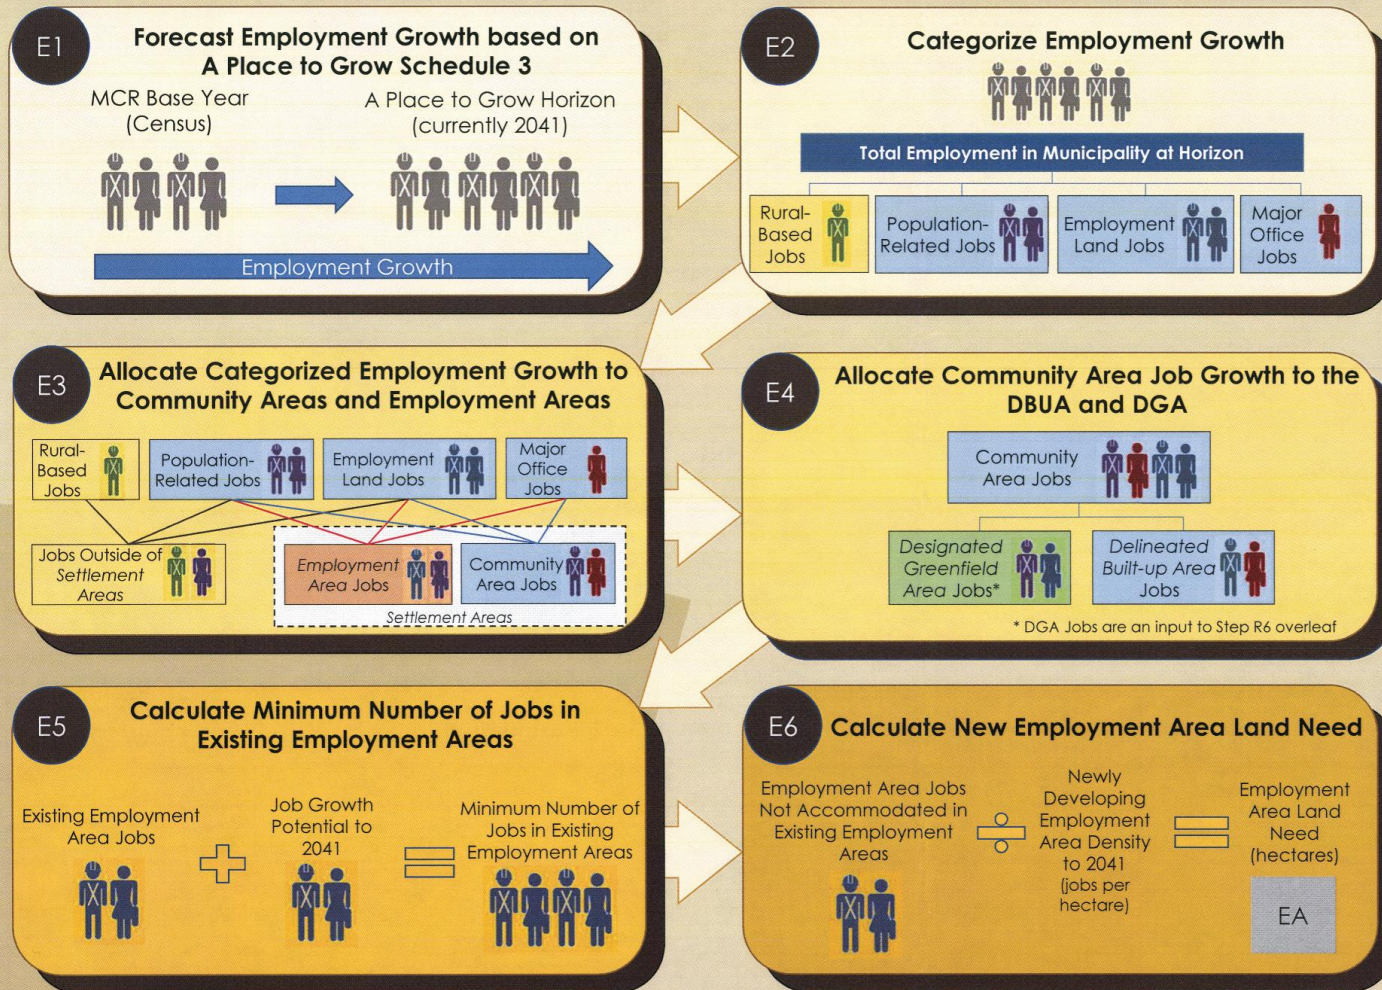 E1
Forecast Employment Growth based on
A Place to Grow Schedule 3
MCR Base Year
(Census)
A Place to Grow Horizon
(currently 2041)
Employment Growth
E2
Categorize Employment Growth
Total Employment in Municipality at Horizon
Rural-
Based
Jobs
Population-
Related Jobs
Employment
Land Jobs
Major
Office
Jobs
E3
Allocate Categorized Employment Growth to
Community Areas and Employment Areas
Rural-
Based
Jobs
Population-
Related Jobs
Employment
Land Jobs
Major
Office
Jobs
Jobs Outside of
Settlement
Areas
Employment
Area Jobs
Community
Area Jobs
Settlement Areas
E4
Allocate Community Area Job Growth to the
DBUA and DGA
Community
Area Jobs
Designated
Greenfield
Area Jobs*
Delineated
Built-up Area
Jobs
* DGA Jobs are an input to Step R6 overleaf
E5
Calculate Minimum Number of Jobs in
Existing Employment Areas
Existing Employment
Area Jobs
Job Growth
Potential to
2041
Minimum Number of
Jobs in Existing
Employment Areas
E6
Calculate New Employment Area Land Need
Employment Area Jobs
Not Accommodated in
Existing Employment
Areas
Newly
Developing
Employment
Area Density
to 2041
(jobs per
hectare)
Employment
Area Land
Need
(hectares)
EA